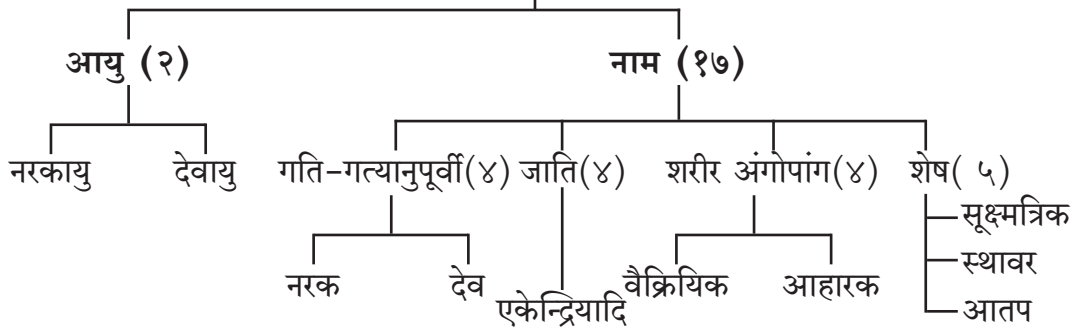 आयु (२) नाम (१७)
नरकायु देवायु गति-गत्यानुपूर्वी(४) जाति(४) शरीर अंगोपांग(४) शेष( ५)
सूक्ष्मत्रिक
स्थावर
नरक देव वैक्रियिक आहारक
एकेन्द्रियादि आतप